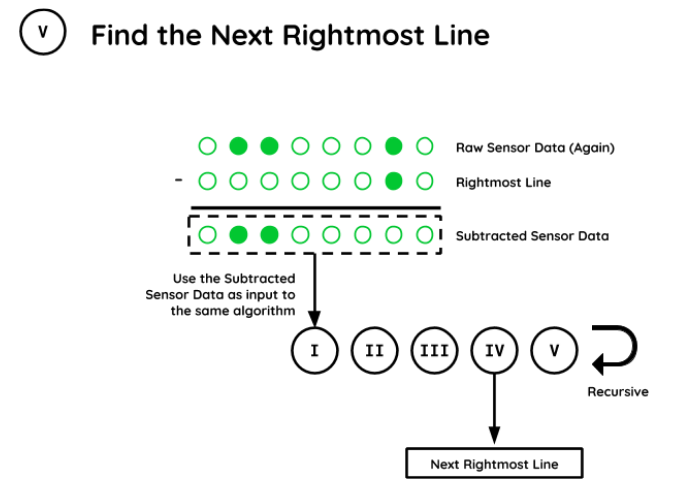 V
Find the Next Rightmost Line
Raw Sensor Data (Again)
-
Rightmost Line
Subtracted Sensor Data
Use the Subtracted
Sensor Data as input to
the same algorithm
I II III IV V
Recursive
Next Rightmost Line